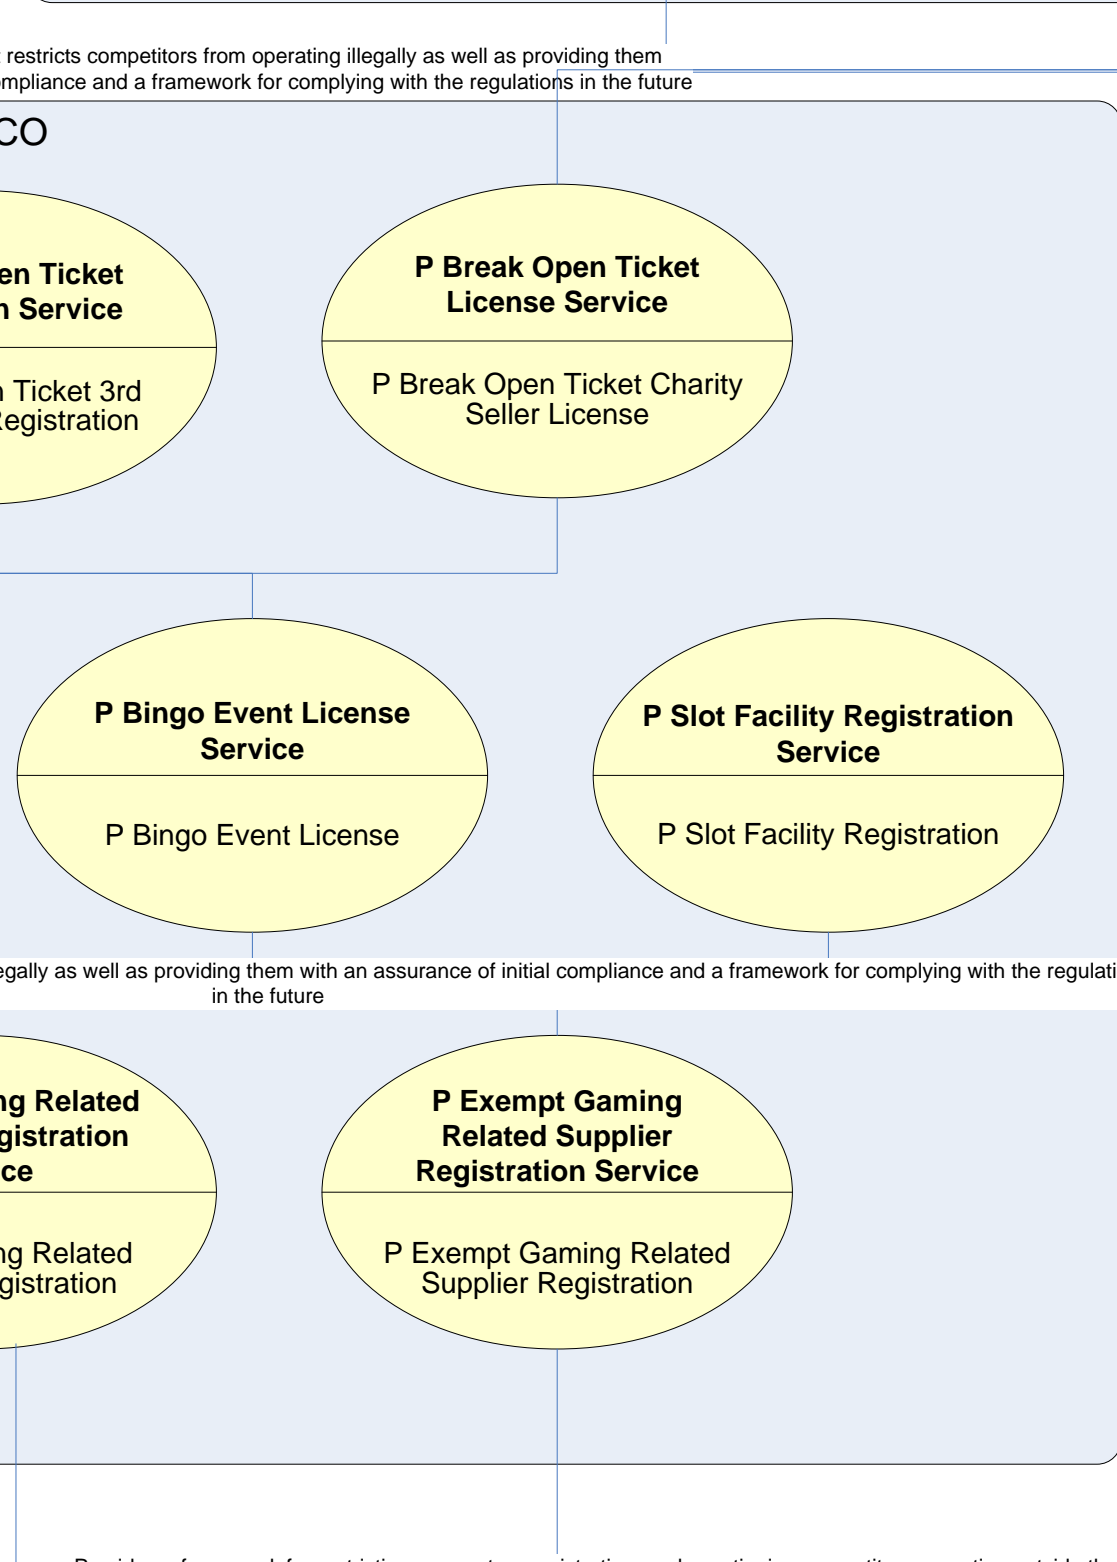 restricts competitors from operating illegally as well as providing them
compliance and a framework for complying with the regulations in the future
CO
en Ticket
n Service
n Ticket 3rd
Registration
P Break Open Ticket
License Service
P Break Open Ticket Charity
Seller License
P Bingo Event License
Service
P Bingo Event License
P Slot Facility Registration
Service
P Slot Facility Registration
egally as well as providing them with an assurance of initial compliance and a framework for complying with the regulati
in the future
ng Related
gistration
ce
ng Related
gistration
P Exempt Gaming
Related Supplier
Registration Service
P Exempt Gaming Related
Supplier Registration